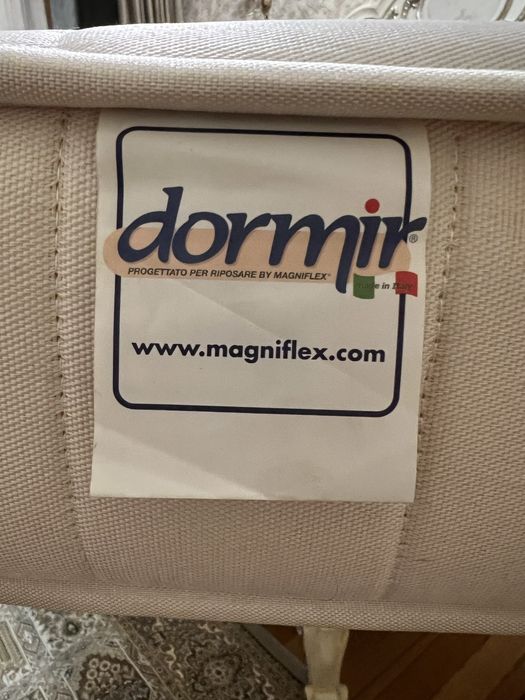 dormir®
PROGETTATO PER RIPOSARE BY MAGNIFLEX®
made in Italy
www.magniflex.com